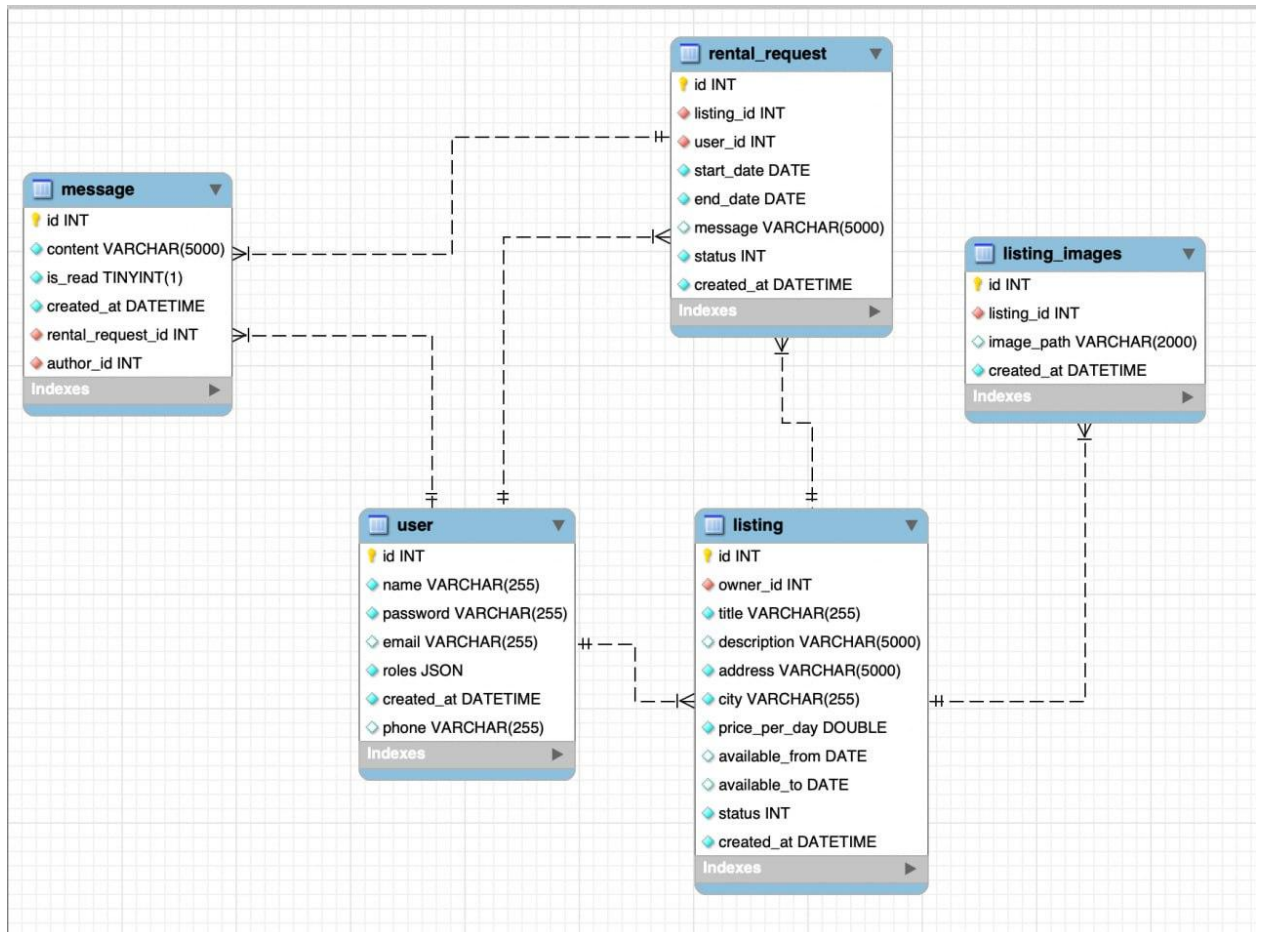 rental_request
id INT
listing_id INT
user_id INT
start_date DATE
end_date DATE
message VARCHAR(5000)
status INT
created_at DATETIME
Indexes
message
id INT
content VARCHAR(5000)
is_read TINYINT(1)
created_at DATETIME
rental_request_id INT
author_id INT
Indexes
listing_images
id INT
listing_id INT
image_path VARCHAR(2000)
created_at DATETIME
Indexes
user
id INT
name VARCHAR(255)
password VARCHAR(255)
email VARCHAR(255)
roles JSON
created_at DATETIME
phone VARCHAR(255)
Indexes
listing
id INT
owner_id INT
title VARCHAR(255)
description VARCHAR(5000)
address VARCHAR(5000)
city VARCHAR(255)
price_per_day DOUBLE
available_from DATE
available_to DATE
status INT
created_at DATETIME
Indexes